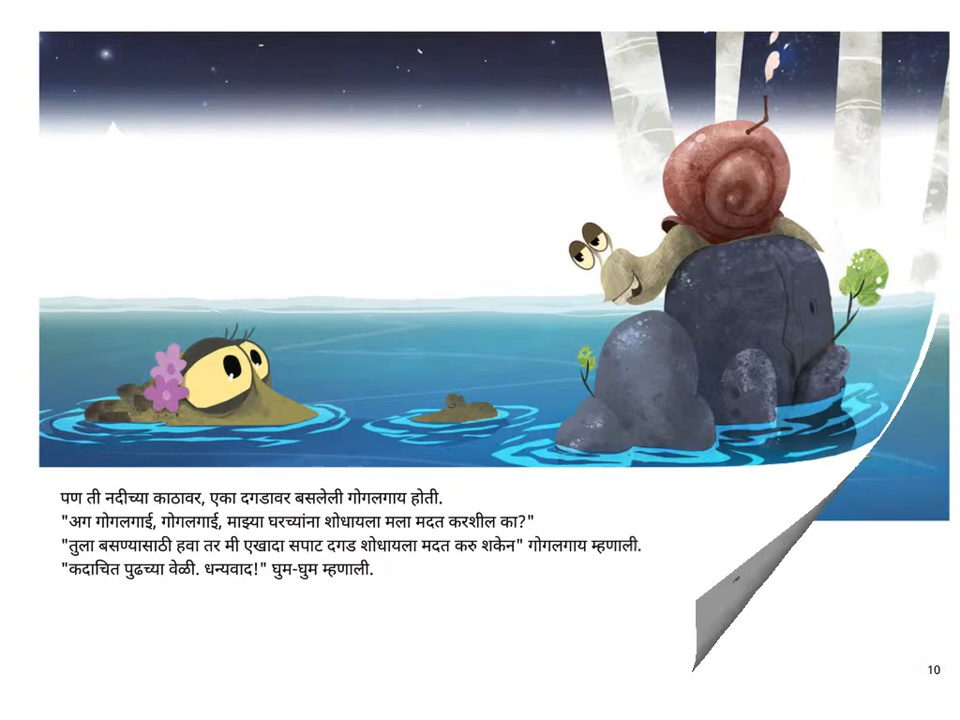 पण ती नदीच्या काठावर, एका दगडावर बसलेली गोगलगाय होती.
"अग गोगलगाई, गोगलगाई, माझ्या घरच्यांना शोधायला मला मदत करशील का?"
"तुला बसण्यासाठी हवा तर मी एखादा सपाट दगड शोधायला मदत करु शकेन" गोगलगाय म्हणाली.
"कदाचित पुढच्या वेळी. धन्यवाद!" घुम-घुम म्हणाली.
10